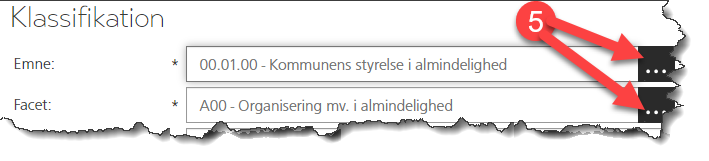 Klassifikation
5
Emne: * 00.01.00 - Kommunens styrelse i almindelighed ...
Facet: * A00 - Organisering mv. i almindelighed ...